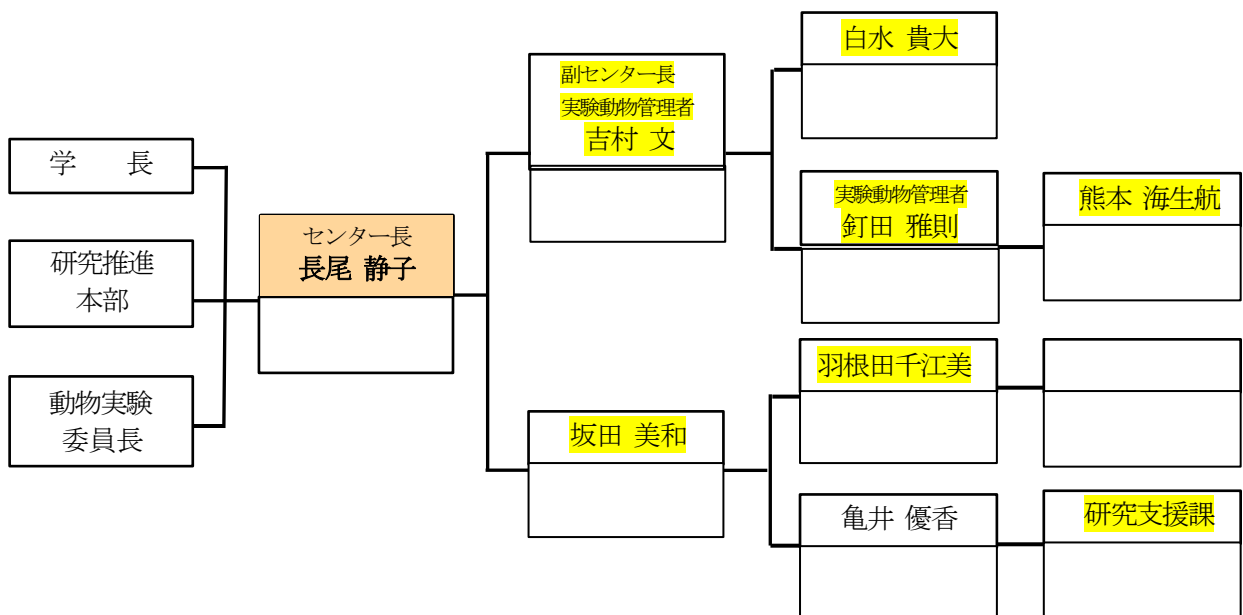 学　　長
研究推進
本部
動物実験
委員長
センター長
長尾 静子
副センター長
実験動物管理者
吉村 文
坂田 美和
白水 貴大
実験動物管理者
釘田 雅則
羽根田千江美
亀井 優香
熊本 海生航
研究支援課